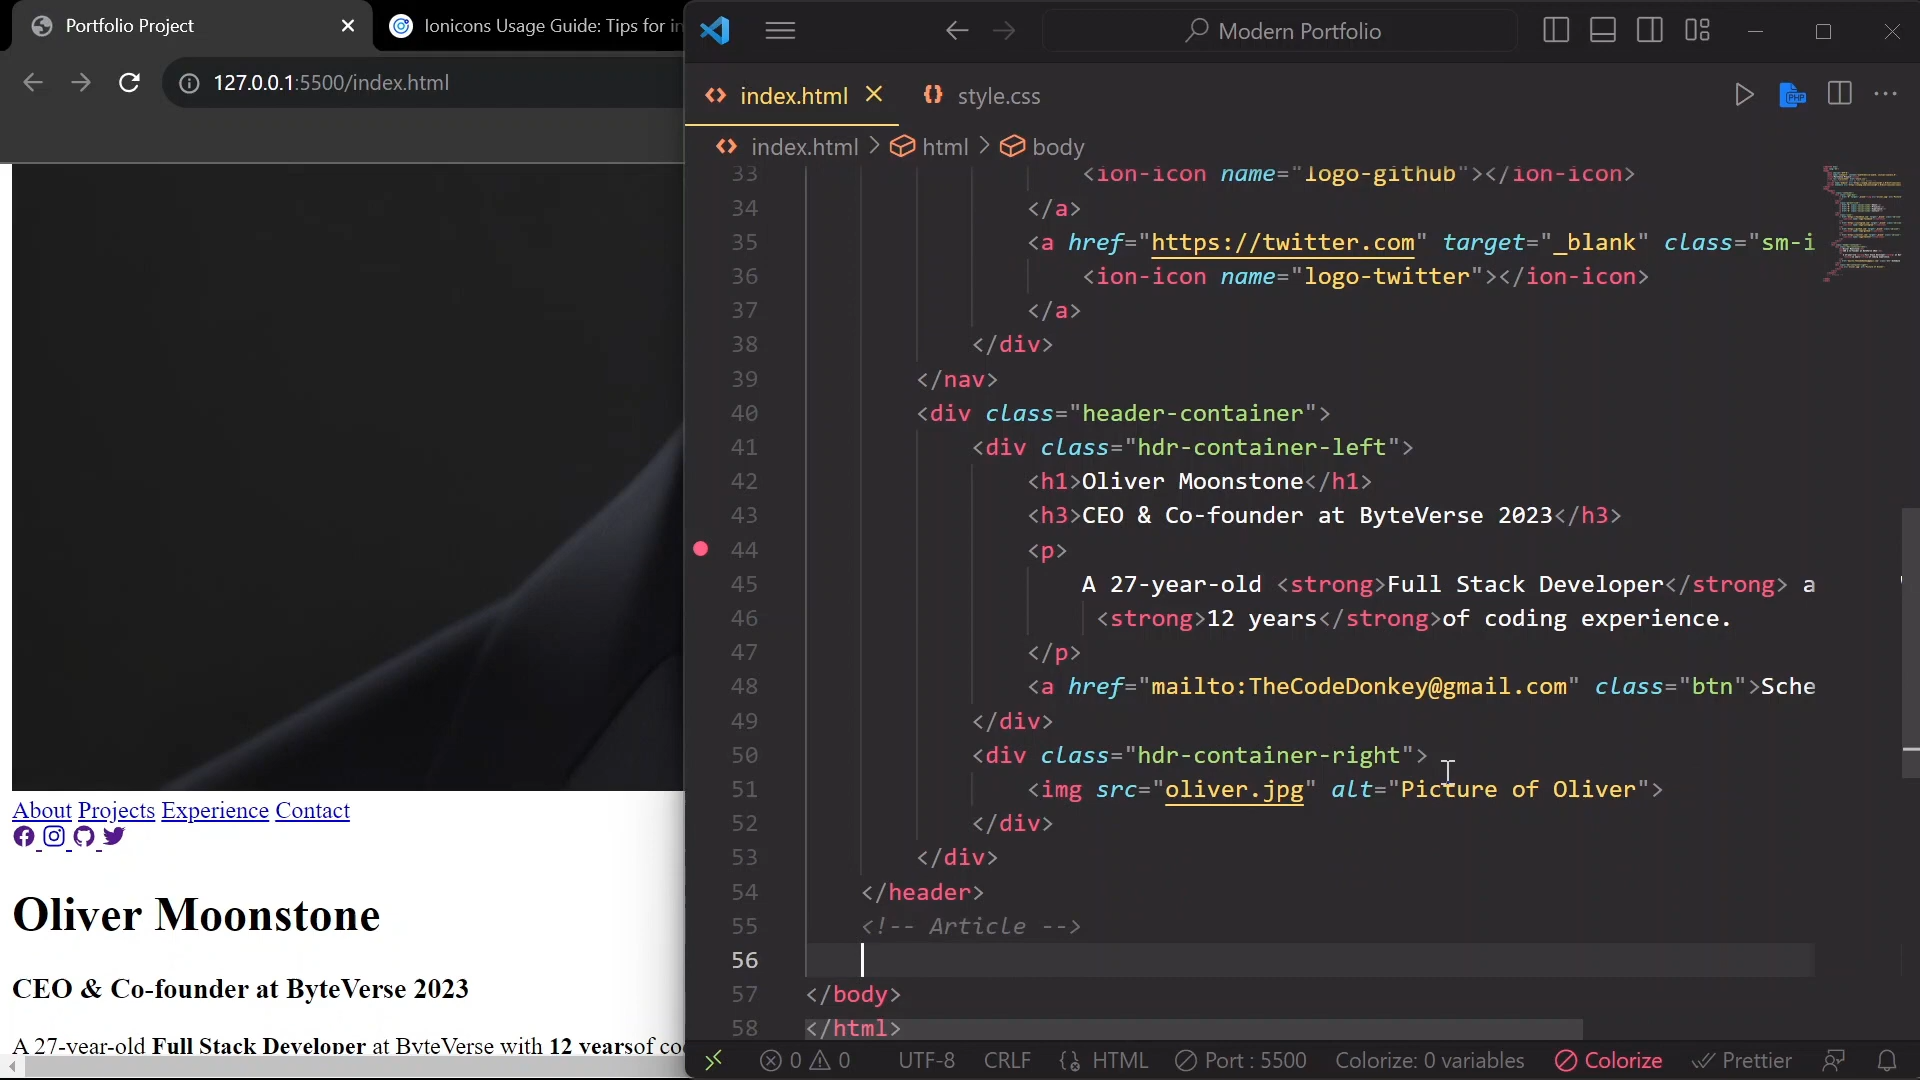 Portfolio Project
Ionicons Usage Guide: Tips for in
127.0.0.1:5500/index.html
About Projects Experience Contact
Oliver Moonstone
CEO & Co-founder at ByteVerse 2023
A 27-year-old Full Stack Developer at ByteVerse with 12 yearsof co
Modern Portfolio
index.html
style.css
PHP
index.html > html > body
33 <ion-icon name="logo-github"></ion-icon>
34 </a>
35 <a href="https://twitter.com" target="_blank" class="sm-i
36 <ion-icon name="logo-twitter"></ion-icon>
37 </a>
38 </div>
39 </nav>
40 <div class="header-container">
41 <div class="hdr-container-left">
42 <h1>Oliver Moonstone</h1>
43 <h3>CEO & Co-founder at ByteVerse 2023</h3>
44 <p>
45 A 27-year-old <strong>Full Stack Developer</strong> a
46 <strong>12 years</strong>of coding experience.
47 </p>
48 <a href="mailto:TheCodeDonkey@gmail.com" class="btn">Sche
49 </div>
50 <div class="hdr-container-right">
51 <img src="oliver.jpg" alt="Picture of Oliver">
52 </div>
53 </div>
54 </header>
55 <!-- Article -->
56
57 </body>
58 </html>
0 0 UTF-8 CRLF {} HTML Port : 5500 Colorize: 0 variables Colorize Prettier